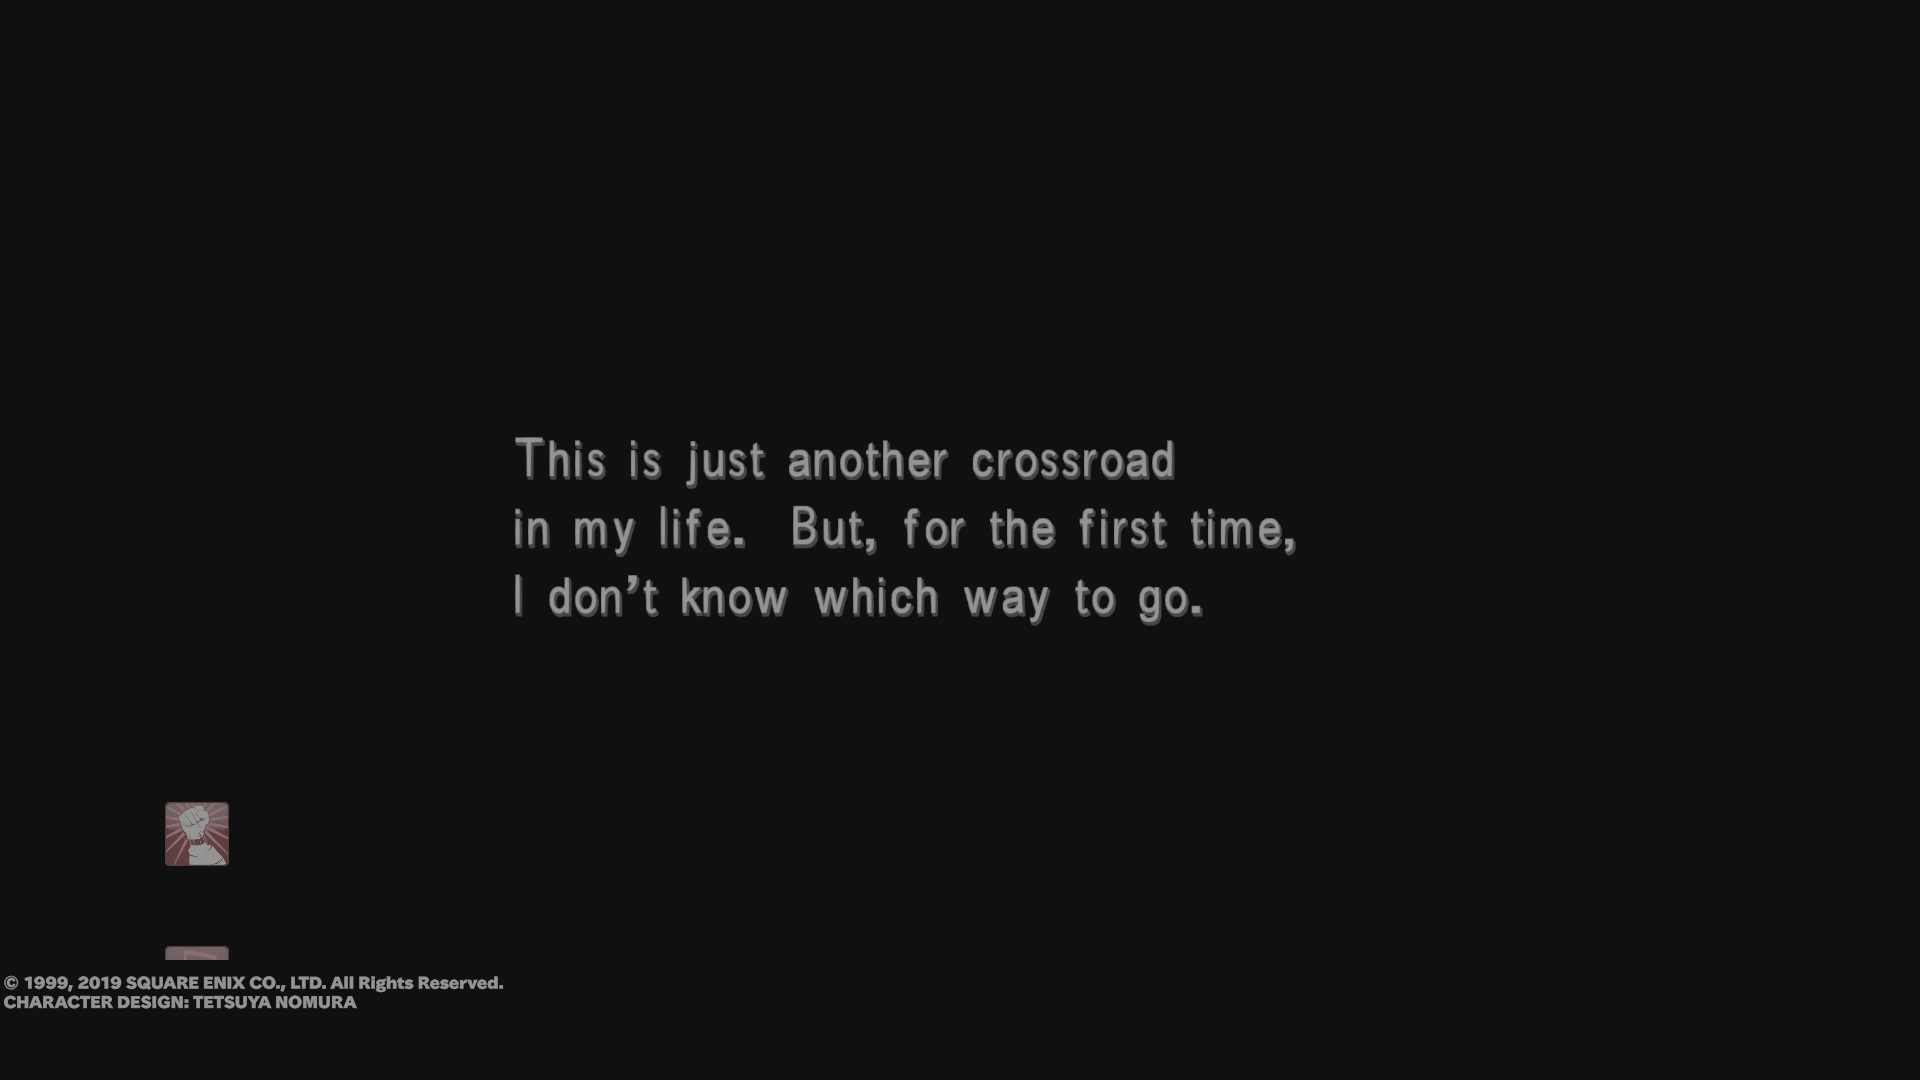 This is just another crossroad
in my life.  But, for the first time,
I don’t know which way to go.
© 1999, 2019 SQUARE ENIX CO., LTD. All Rights Reserved.
CHARACTER DESIGN: TETSUYA NOMURA